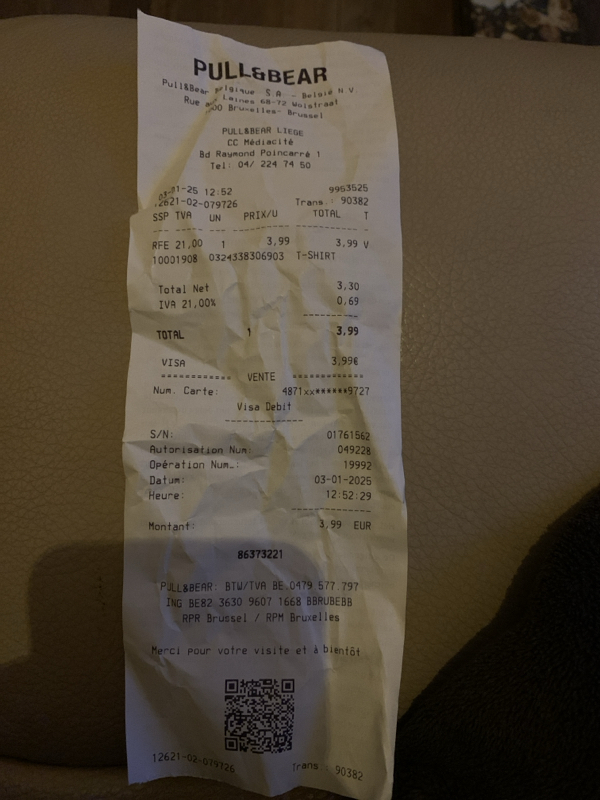 PULL&BEAR
Pull&Bear Belgique S.A. - België N.V
Rue aux Laines 68-72 Wolstraat
00 Bruxelles- Brussel
PULL&BEAR LIEGE
CC Médiacité
Bd Raymond Poincarré 1
Tel: 04/ 224 74 50
03-01-25 12:52 9953525
12621-02-079726 Trans.: 90382
SSP TVA UN PRIX/U TOTAL T
RFE 21,00 1 3,99 3,99 V
10001908 0324338306903 T-SHIRT
Total Net 3,30
IVA 21,00% 0,69
TOTAL 1 3,99
VISA 3,99€
============ VENTE ============
Num. Carte: 4871xx******9727
Visa Debit
S/N: 01761562
Autorisation Num: 049228
Opération Num.: 19992
Datum: 03-01-2025
Heure: 12:52:29
Montant: 3,99 EUR
86373221
PULL&BEAR: BTW/TVA BE 0479 577 797
ING BE82 3630 9607 1668 BBRUBEBB
RPR Brussel / RPM Bruxelles
Merci pour votre visite et à bientôt
12621-02-079726 Trans.: 90382